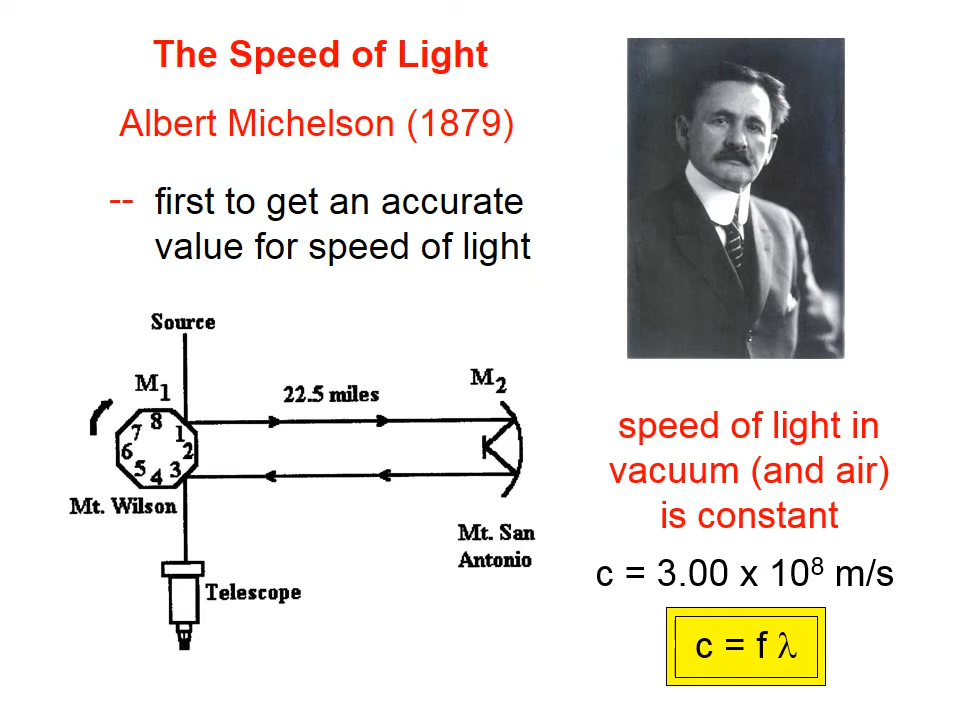 The Speed of Light
Albert Michelson (1879)
-- first to get an accurate
value for speed of light
Source
M1
22.5 miles
M2
8
7 1
6 2
5 3
4
Mt. Wilson
Mt. San
Antonio
Telescope
speed of light in
vacuum (and air)
is constant
c = 3.00 x 10⁸ m/s
c = f λ